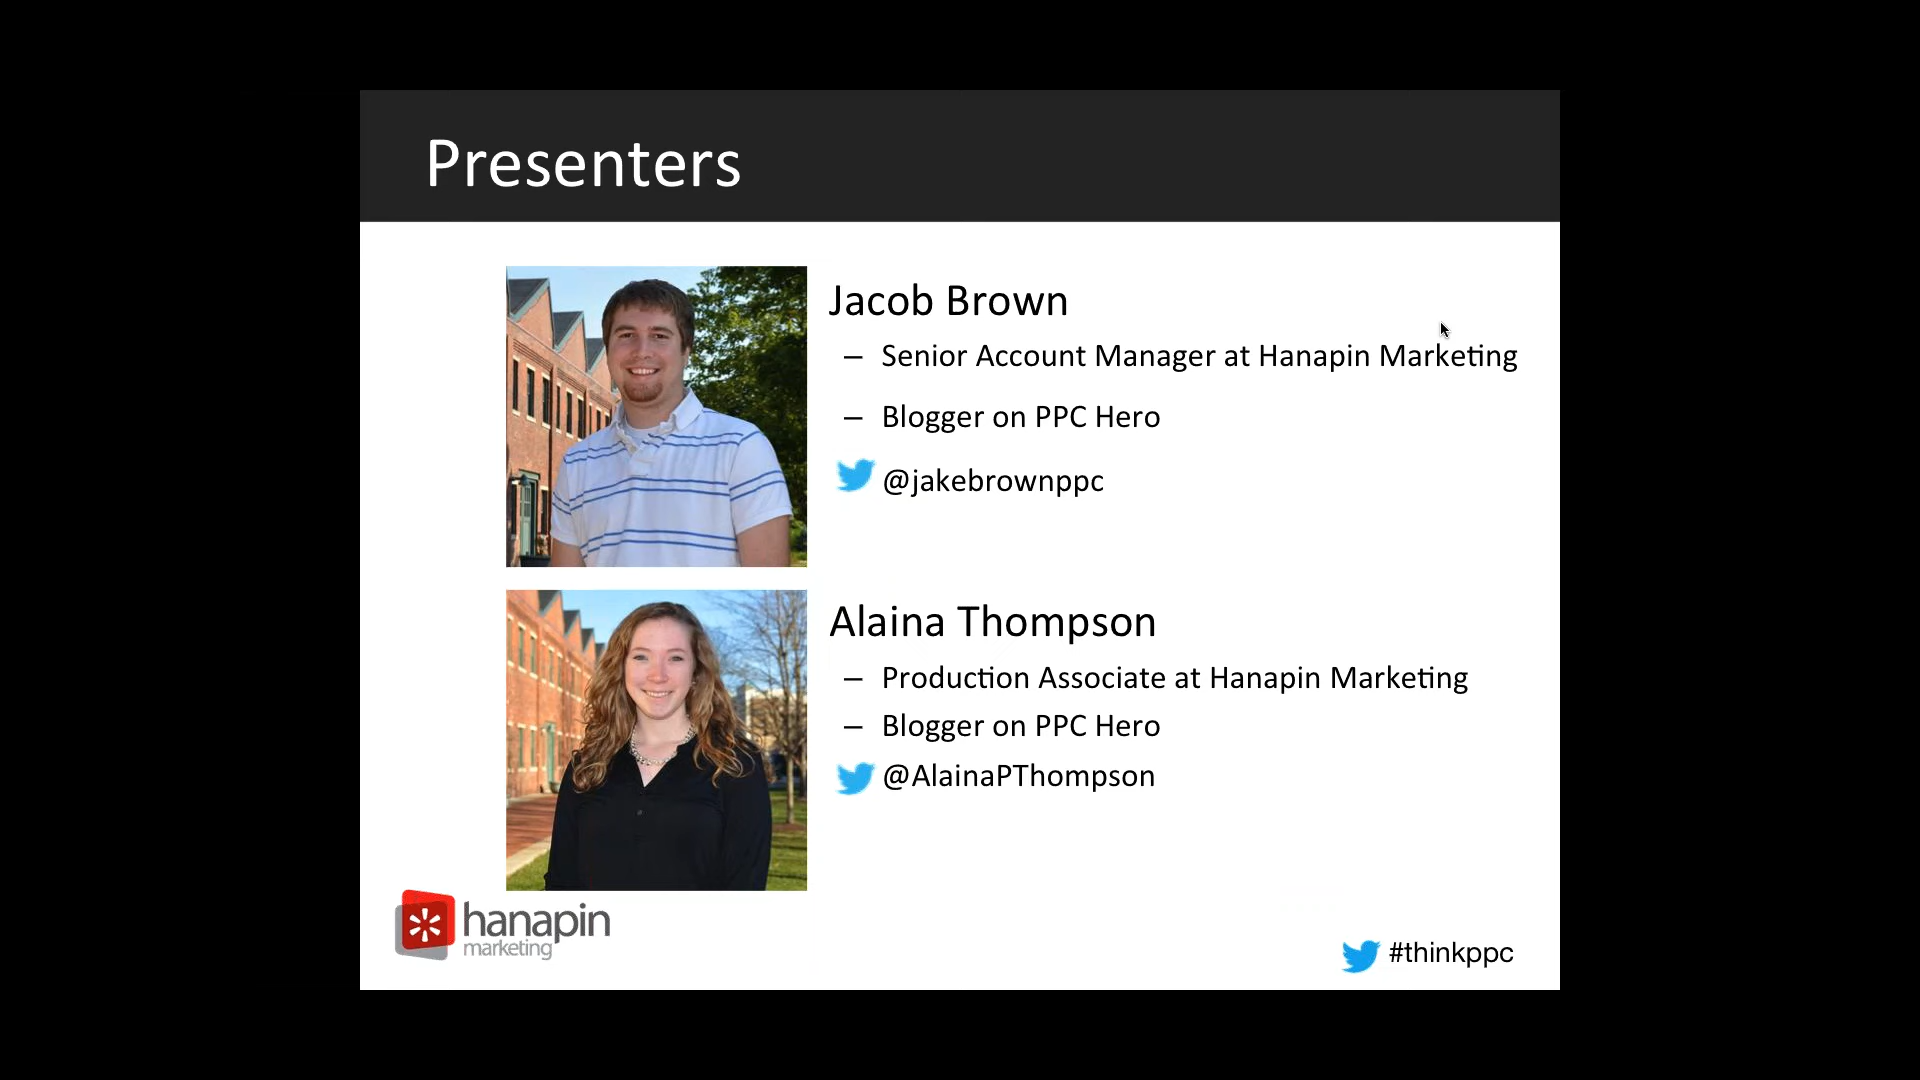 Presenters
Jacob Brown
– Senior Account Manager at Hanapin Marketing
– Blogger on PPC Hero
@jakebrownppc
Alaina Thompson
– Production Associate at Hanapin Marketing
– Blogger on PPC Hero
@AlainaPThompson
hanapin
marketing
#thinkppc